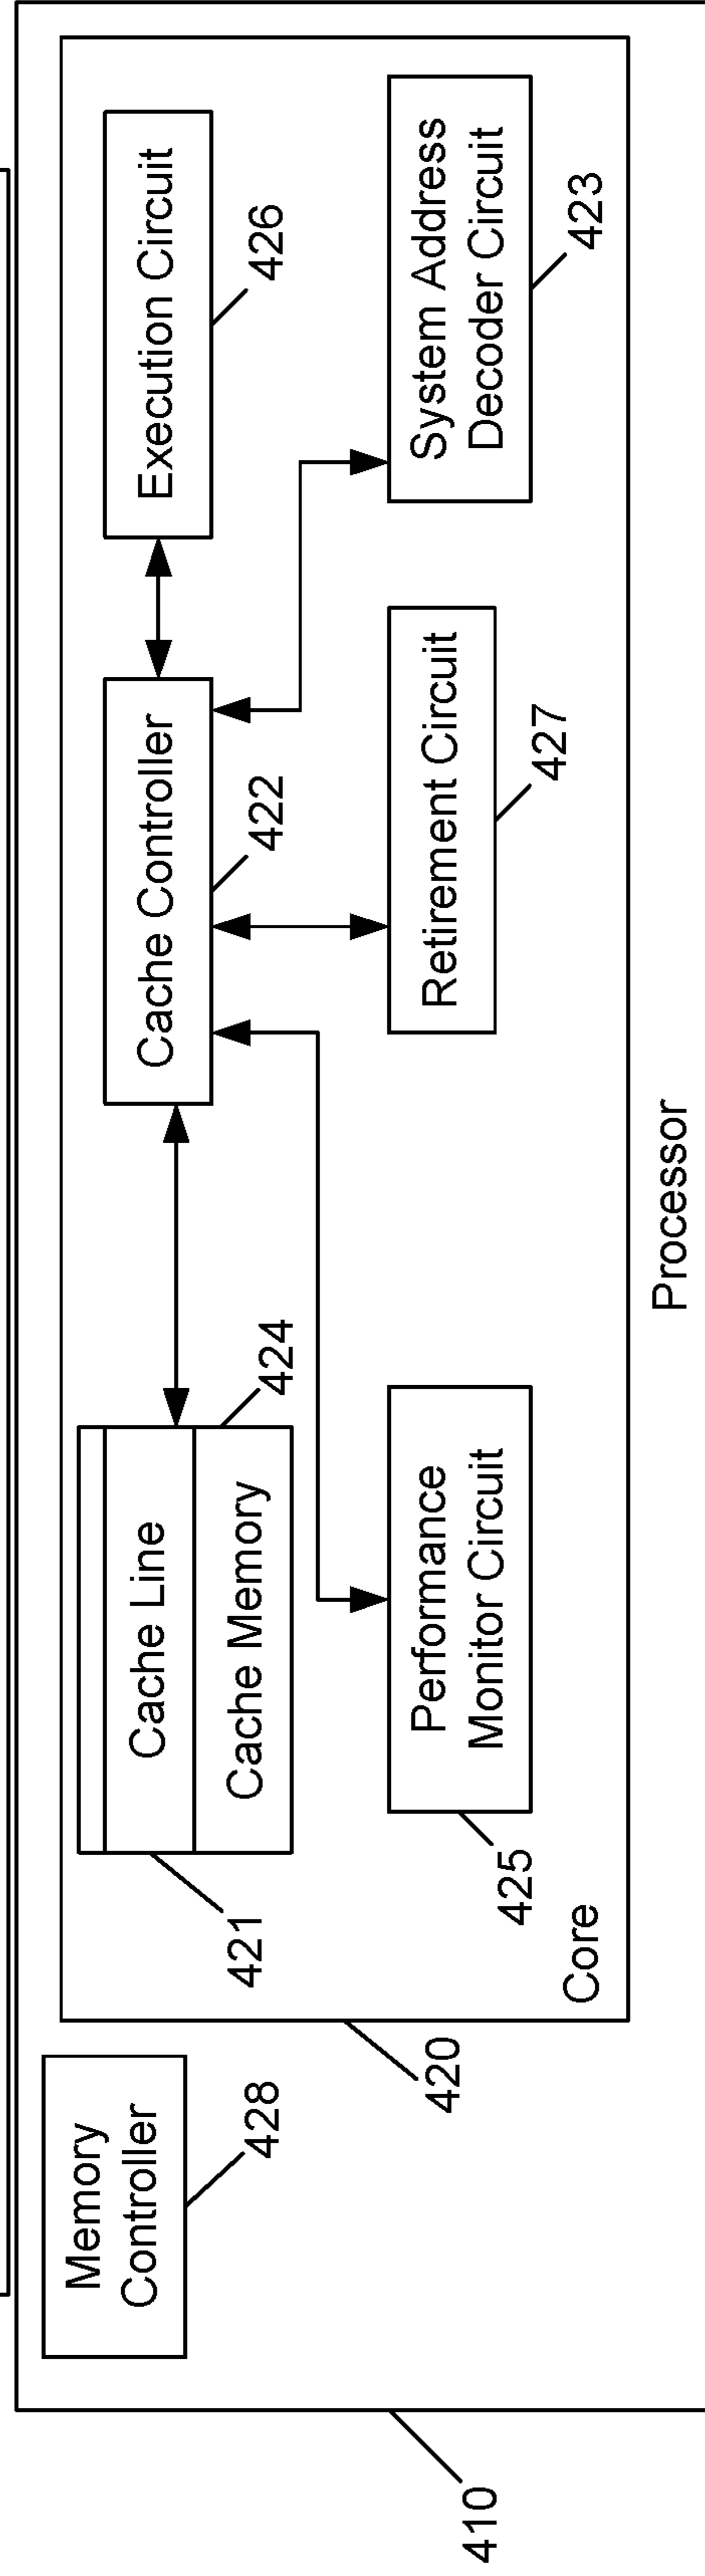 Memory
Controller
428
Cache Line
421
Cache Memory
424
Cache Controller
422
Execution Circuit
426
Performance
Monitor Circuit
425
Retirement Circuit
427
System Address
Decoder Circuit
423
Core
420
Processor
410